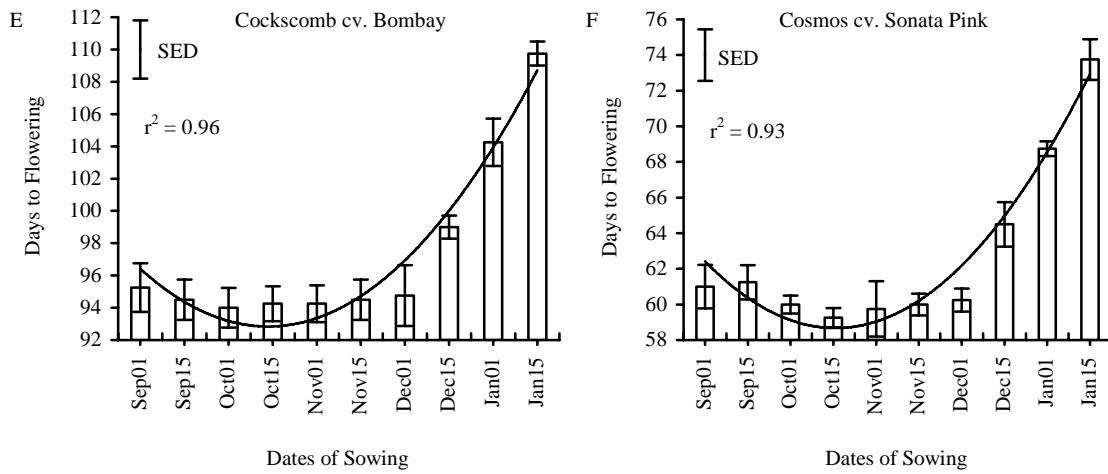 E
Cockscomb cv. Bombay
SED
r² = 0.96
Days to Flowering
112
110
108
106
104
102
100
98
96
94
92
Sep01
Sep15
Oct01
Oct15
Nov01
Nov15
Dec01
Dec15
Jan01
Jan15
Dates of Sowing
F
Cosmos cv. Sonata Pink
SED
r² = 0.93
Days to Flowering
76
74
72
70
68
66
64
62
60
58
Sep01
Sep15
Oct01
Oct15
Nov01
Nov15
Dec01
Dec15
Jan01
Jan15
Dates of Sowing